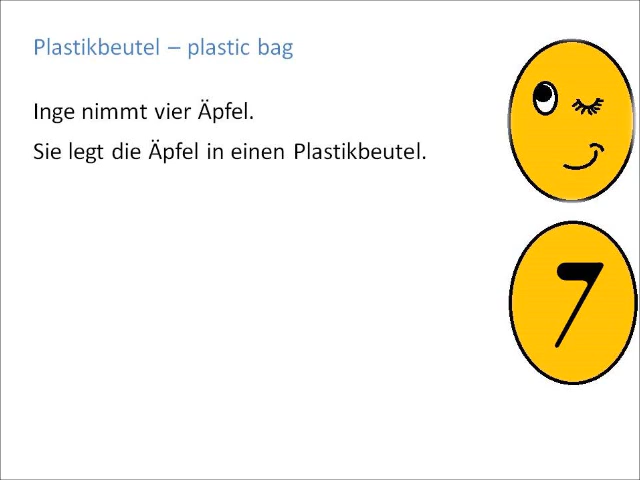 Plastikbeutel – plastic bag
Inge nimmt vier Äpfel.
Sie legt die Äpfel in einen Plastikbeutel.
7